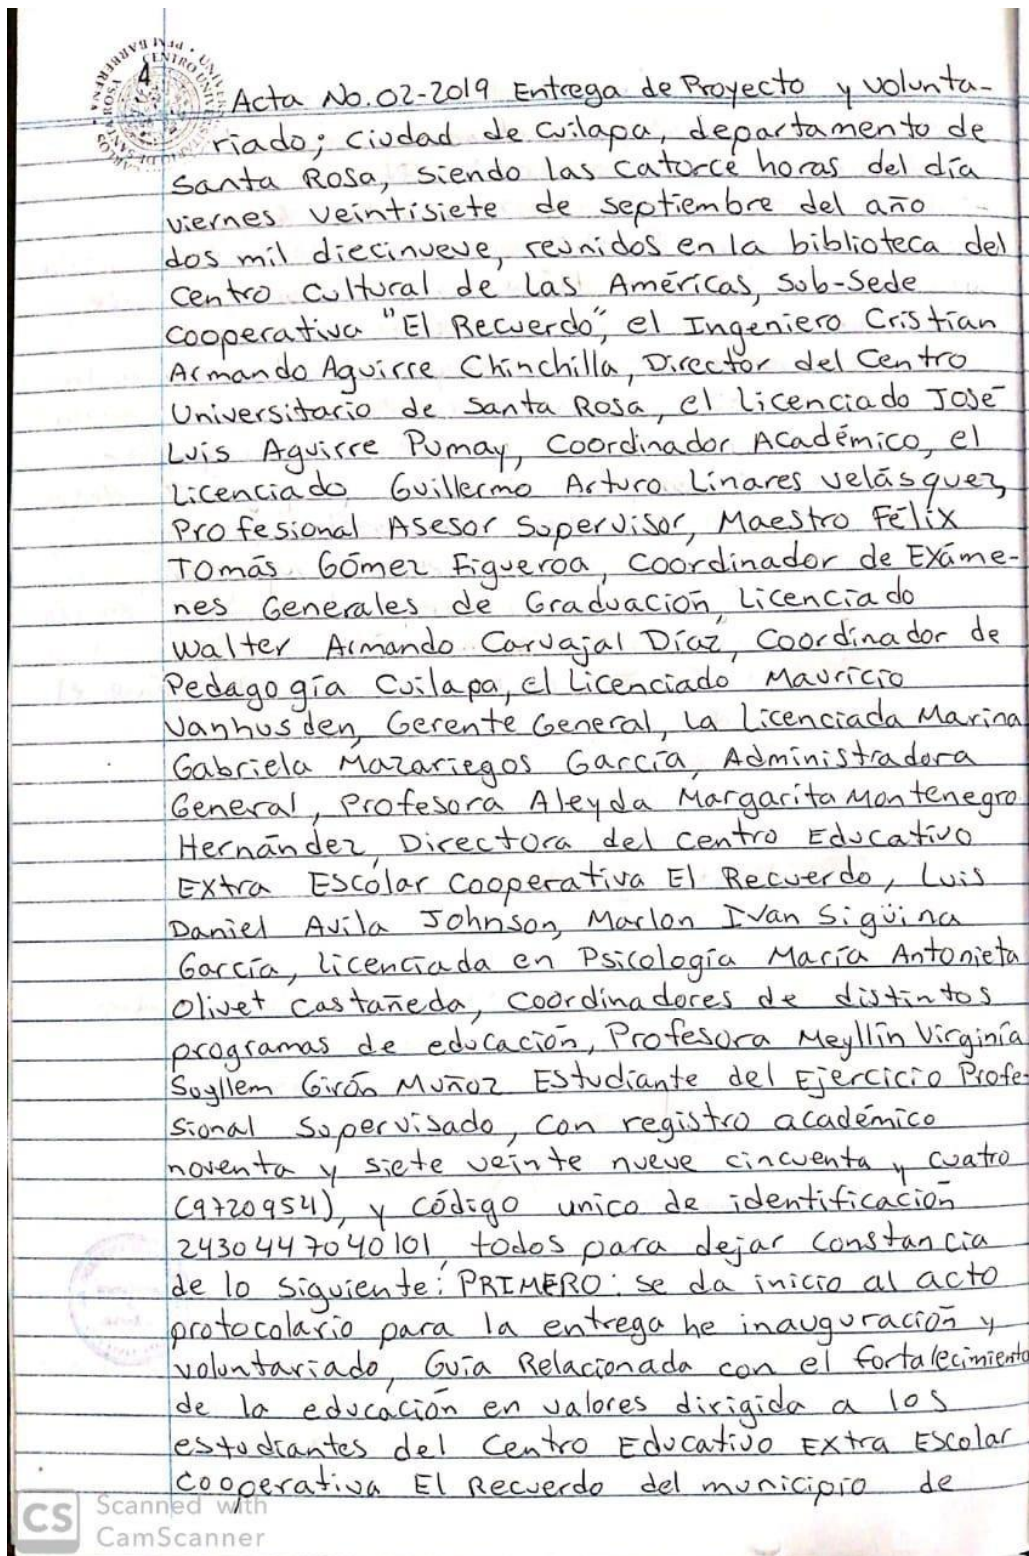 4
Acta No. 02-2019 Entrega de Proyecto y volunta-
riado; ciudad de Cuilapa, departamento de
Santa Rosa, siendo las catorce horas del día
viernes veintisiete de septiembre del año
dos mil diecinueve, reunidos en la biblioteca del
Centro Cultural de Las Américas, Sub-Sede
Cooperativa "El Recuerdo", el Ingeniero Cristian
Armando Aguirre Chinchilla, Director del Centro
Universitario de Santa Rosa, el Licenciado José
Luis Aguirre Pumay, Coordinador Académico, el
Licenciado Guillermo Arturo Linares Velásquez,
Profesional Asesor Supervisor, Maestro Félix
Tomás Gómez Figueroa, Coordinador de Exáme-
nes Generales de Graduación, Licenciado
Walter Armando Carvajal Díaz, Coordinador de
Pedagogía Cuilapa, el Licenciado Mauricio
Vanhusden, Gerente General, La Licenciada Marina
Gabriela Mazariegos García, Administradora
General, Profesora Aleyda Margarita Montenegro
Hernández, Directora del Centro Educativo
Extra Escolar Cooperativa El Recuerdo, Luis
Daniel Avila Johnson, Marlon Ivan Sigüina
García, Licenciada en Psicología María Antonieta
Olivet Castañeda, Coordinadores de distintos
programas de educación, Profesora Meyllin Virginia
Soyllem Girón Muñoz Estudiante del Ejercicio Profe-
sional Supervisado, con registro académico
noventa y siete veinte nueve cincuenta y cuatro
(9720954), y código unico de identificación
2430447040101, todos para dejar constancia
de lo siguiente: PRIMERO: se da inicio al acto
protocolario para la entrega he inauguración y
voluntariado, Guía Relacionada con el fortalecimiento
de la educación en valores dirigida a los
estudiantes del Centro Educativo Extra Escolar
Cooperativa El Recuerdo del municipio de
CS Scanned with
CamScanner